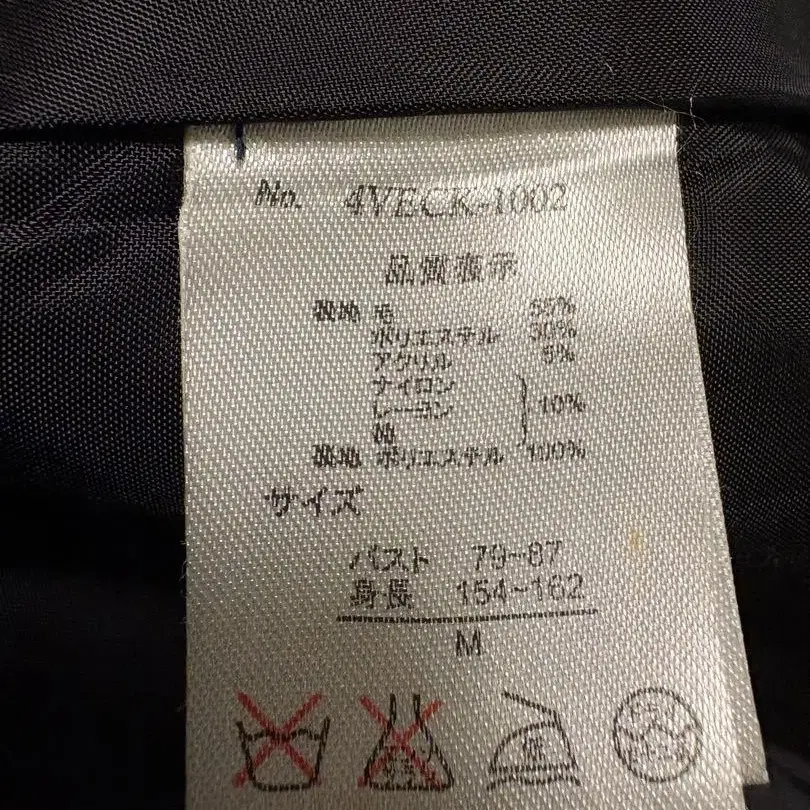 No. 4VECK-1002
品質表示
表地 毛 55%
ポリエステル 30%
アクリル 5%
ナイロン
レーヨン 10%
綿
裏地 ポリエステル 100%
サイズ
バスト 79~87
身長 154~162
M
低